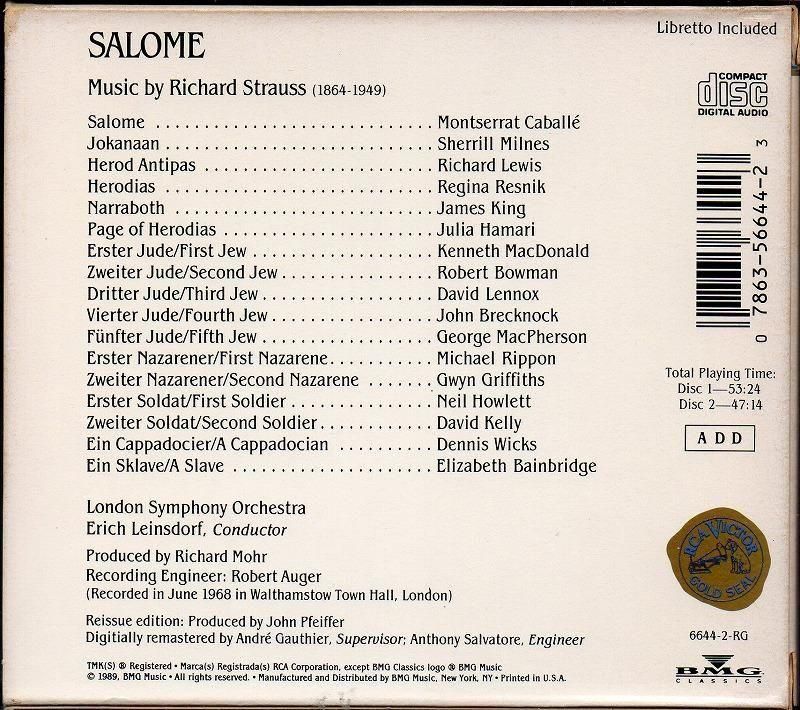 SALOME
Libretto Included
Music by Richard Strauss (1864-1949)
COMPACT
disc
DIGITAL AUDIO
Salome . . . . . . . . . . . . . . . . . . . . . . . . . . . . Montserrat Caballé
Jokanaan . . . . . . . . . . . . . . . . . . . . . . . . . . . Sherrill Milnes
Herod Antipas . . . . . . . . . . . . . . . . . . . . . . . Richard Lewis
Herodias . . . . . . . . . . . . . . . . . . . . . . . . . . . Regina Resnik
Narraboth . . . . . . . . . . . . . . . . . . . . . . . . . . James King
Page of Herodias . . . . . . . . . . . . . . . . . . . . . Julia Hamari
Erster Jude/First Jew . . . . . . . . . . . . . . . . . . Kenneth MacDonald
Zweiter Jude/Second Jew . . . . . . . . . . . . . . . Robert Bowman
Dritter Jude/Third Jew . . . . . . . . . . . . . . . . . David Lennox
Vierter Jude/Fourth Jew . . . . . . . . . . . . . . . . John Brecknock
Fünfter Jude/Fifth Jew . . . . . . . . . . . . . . . . . George MacPherson
Erster Nazarener/First Nazarene . . . . . . . . . . Michael Rippon
Zweiter Nazarener/Second Nazarene . . . . . . . Gwyn Griffiths
Erster Soldat/First Soldier . . . . . . . . . . . . . . Neil Howlett
Zweiter Soldat/Second Soldier . . . . . . . . . . . David Kelly
Ein Cappadocier/A Cappadocian . . . . . . . . . Dennis Wicks
Ein Sklave/A Slave . . . . . . . . . . . . . . . . . . . . Elizabeth Bainbridge
0 7863-56644-2 3
Total Playing Time:
Disc 1—53:24
Disc 2—47:14
ADD
London Symphony Orchestra
Erich Leinsdorf, Conductor
Produced by Richard Mohr
Recording Engineer: Robert Auger
(Recorded in June 1968 in Walthamstow Town Hall, London)
Reissue edition: Produced by John Pfeiffer
Digitially remastered by André Gauthier, Supervisor; Anthony Salvatore, Engineer
RCA VICTOR
GOLD SEAL
6644-2-RG
TMK(S) ® Registered • Marca(s) Registrada(s) RCA Corporation, except BMG Classics logo ® BMG Music
© 1989, BMG Music • All rights reserved. • Manufactured and Distributed by BMG Music, New York, NY • Printed in U.S.A.
BMG
CLASSICS